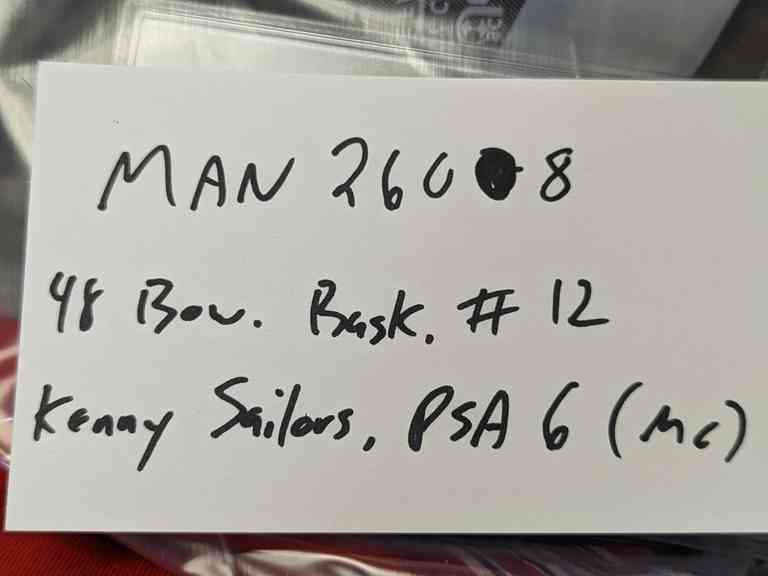 MAN 260 8
48 Bow. Bask. # 12
Kenny Sailors, PSA 6 (MC)